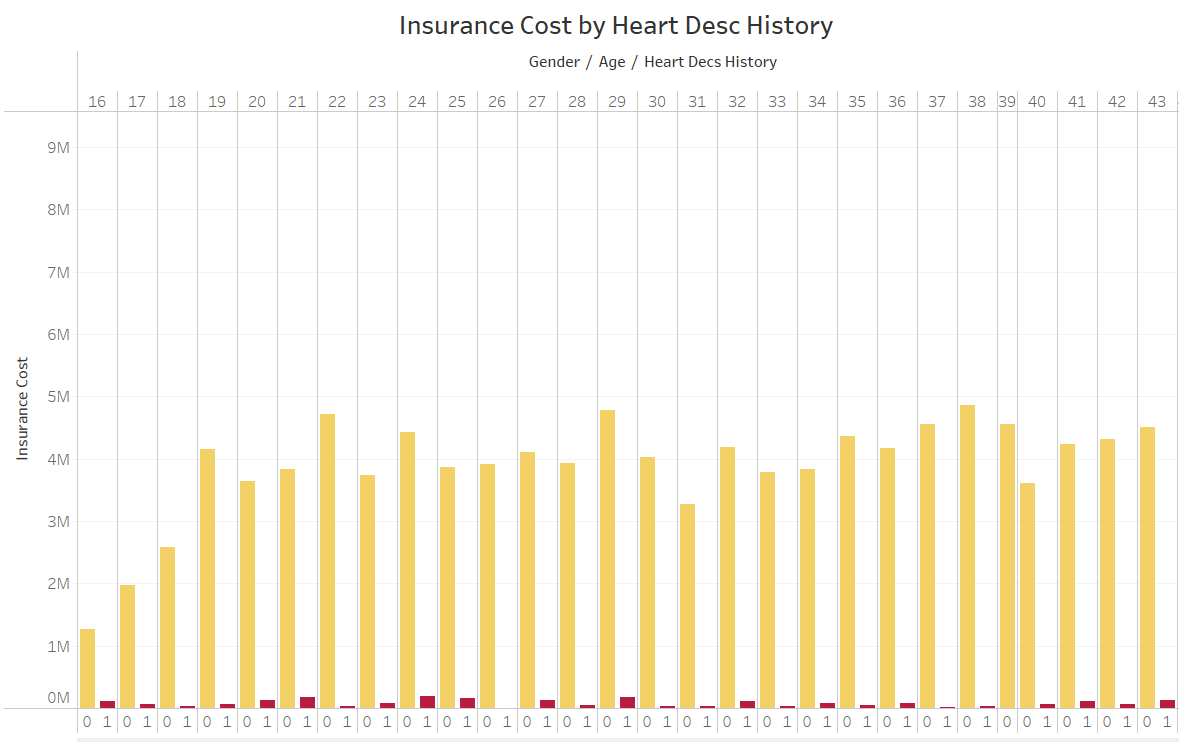 Insurance Cost by Heart Desc History
Gender / Age / Heart Decs History
16 17 18 19 20 21 22 23 24 25 26 27 28 29 30 31 32 33 34 35 36 37 38 39 40 41 42 43
9M
8M
7M
6M
5M
4M
3M
2M
1M
0M
Insurance Cost
0 1 0 1 0 1 0 1 0 1 0 1 0 1 0 1 0 1 0 1 0 1 0 1 0 1 0 1 0 1 0 1 0 1 0 1 0 1 0 1 0 1 0 1 0 1 0 0 1 0 1 0 1 0 1